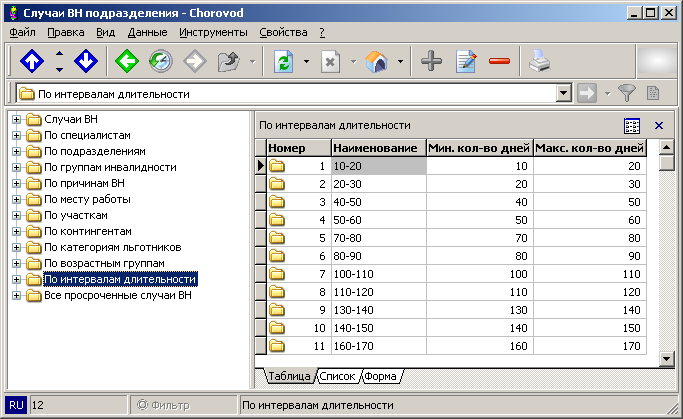 Случаи ВН подразделения - Chorovod
Файл Правка Вид Данные Инструменты Свойства ?
По интервалам длительности
Случаи ВН
По специалистам
По подразделениям
По группам инвалидности
По причинам ВН
По месту работы
По участкам
По контингентам
По категориям льготников
По возрастным группам
По интервалам длительности
Все просроченные случаи ВН
По интервалам длительности
Номер Наименование Мин. кол-во дней Макс. кол-во дней
1 10-20 10 20
2 20-30 20 30
3 40-50 40 50
4 50-60 50 60
5 70-80 70 80
6 80-90 80 90
7 100-110 100 110
8 110-120 110 120
9 130-140 130 140
10 140-150 140 150
11 160-170 160 170
Таблица Список Форма
RU 12 Фильтр По интервалам длительности